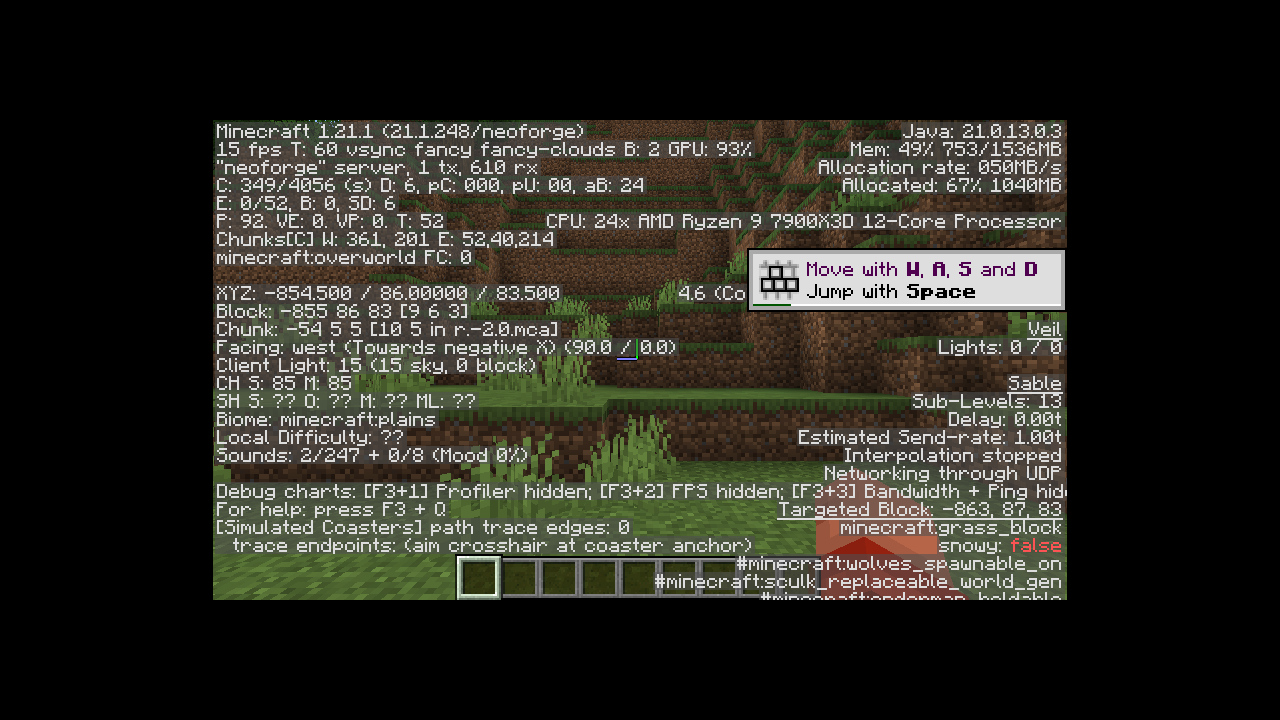 Minecraft 1.21.1 (21.1.248/neoforge)
15 fps T: 60 vsync fancy fancy-clouds B: 2 GPU: 93%
"neoforge" server, 1 tx, 610 rx
C: 349/4056 (s) D: 6, pC: 000, pU: 00, aB: 24
E: 0/52, B: 0, SD: 6
P: 92. VE: 0. VP: 0. T: 52
Chunks[C] W: 361, 201 E: 52,40,214
minecraft:overworld FC: 0
XYZ: -854.500 / 86.00000 / 83.500
4.6 (Co
Block: -855 86 83 [9 6 3]
Chunk: -54 5 5 [10 5 in r.-2.0.mca]
Facing: west (Towards negative X) (90.0 / 0.0)
Client Light: 15 (15 sky, 0 block)
CH S: 85 M: 85
SH S: ?? O: ?? M: ?? ML: ??
Biome: minecraft:plains
Local Difficulty: ??
Sounds: 2/247 + 0/8 (Mood 0%)
Debug charts: [F3+1] Profiler hidden; [F3+2] FPS hidden; [F3+3] Bandwidth + Ping hid
For help: press F3 + Q
[Simulated Coasters] path trace edges: 0
trace endpoints: (aim crosshair at coaster anchor)
Java: 21.0.13.0.3
Mem: 49% 753/1536MB
Allocation rate: 050MB/s
Allocated: 67% 1040MB
CPU: 24x AMD Ryzen 9 7900X3D 12-Core Processor
Move with W, A, S and D
Jump with Space
Veil
Lights: 0 / 0
Sable
Sub-Levels: 13
Delay: 0.00t
Estimated Send-rate: 1.00t
Interpolation stopped
Networking through UDP
Targeted Block: -863, 87, 83
minecraft:grass_block
snowy: false
#minecraft:wolves_spawnable_on
#minecraft:sculk_replaceable_world_gen
#minecraft:enderman_holdable